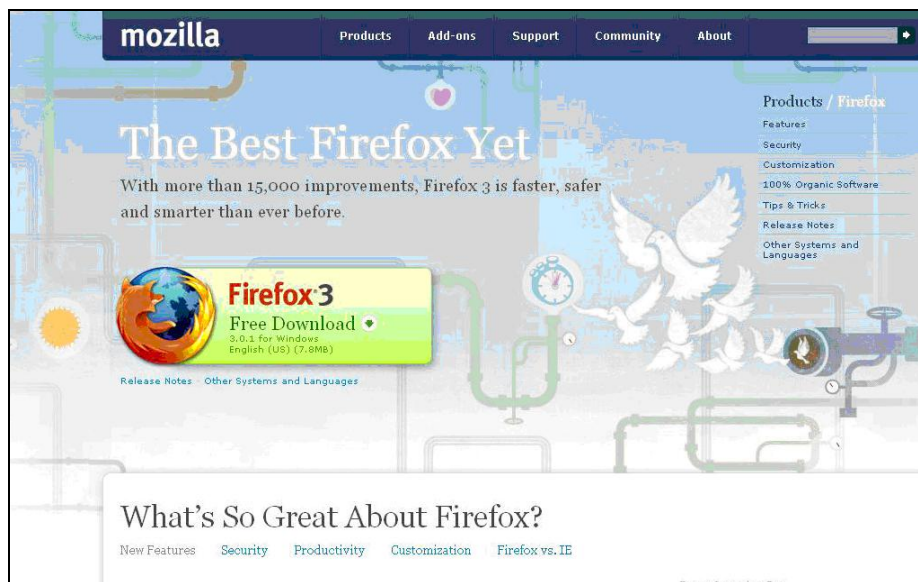 mozilla
Products
Add-ons
Support
Community
About
Products / Firefox
Features
Security
Customization
100% Organic Software
Tips & Tricks
Release Notes
Other Systems and
Languages
The Best Firefox Yet
With more than 15,000 improvements, Firefox 3 is faster, safer
and smarter than ever before.
Firefox 3
Free Download
3.0.1 for Windows
English (US) (7.8MB)
Release Notes · Other Systems and Languages
What's So Great About Firefox?
New Features
Security
Productivity
Customization
Firefox vs. IE